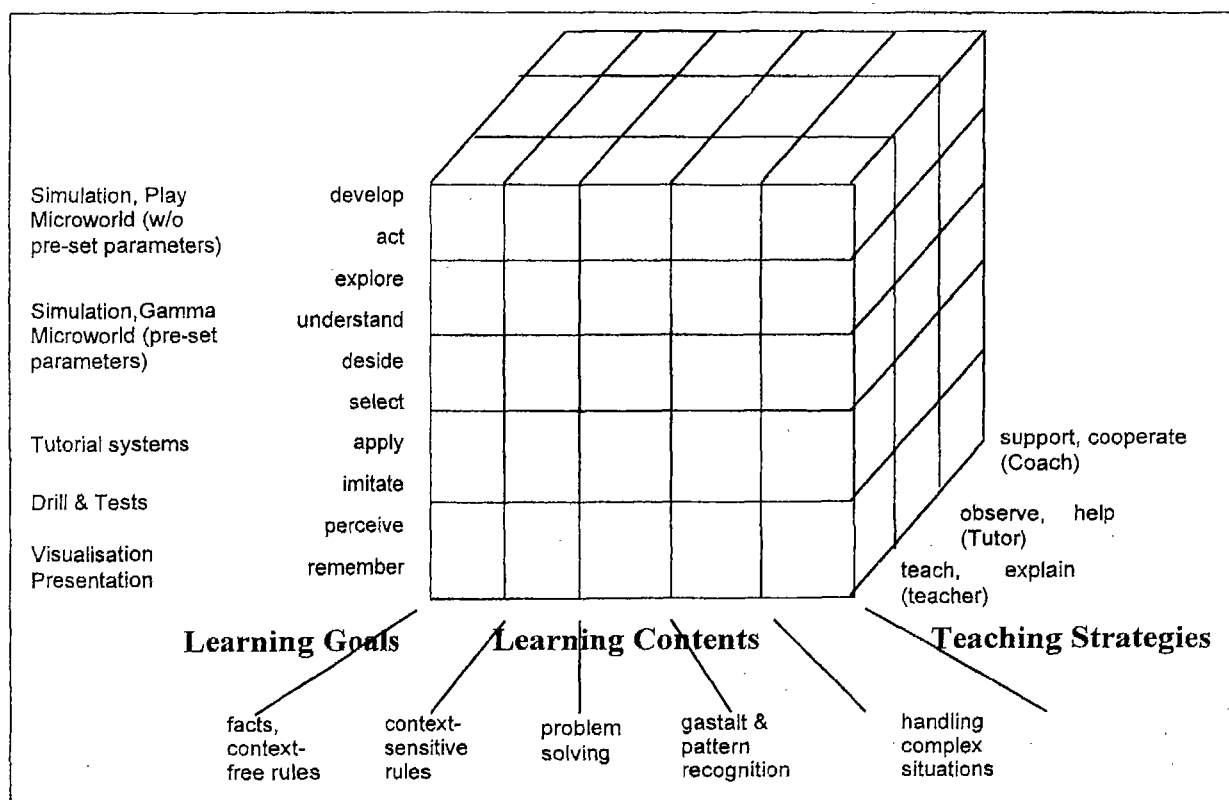 Simulation, Play
Microworld (w/o
pre-set parameters)
Simulation,Gamma
Microworld (pre-set
parameters)
Tutorial systems
Drill & Tests
Visualisation
Presentation
develop
act
explore
understand
deside
select
apply
imitate
perceive
remember
support, cooperate
(Coach)
observe, help
(Tutor)
teach, explain
(teacher)
Learning Goals
Learning Contents
Teaching Strategies
facts,
context-
free rules
context-
sensitive
rules
problem
solving
gastalt &
pattern
recognition
handling
complex
situations